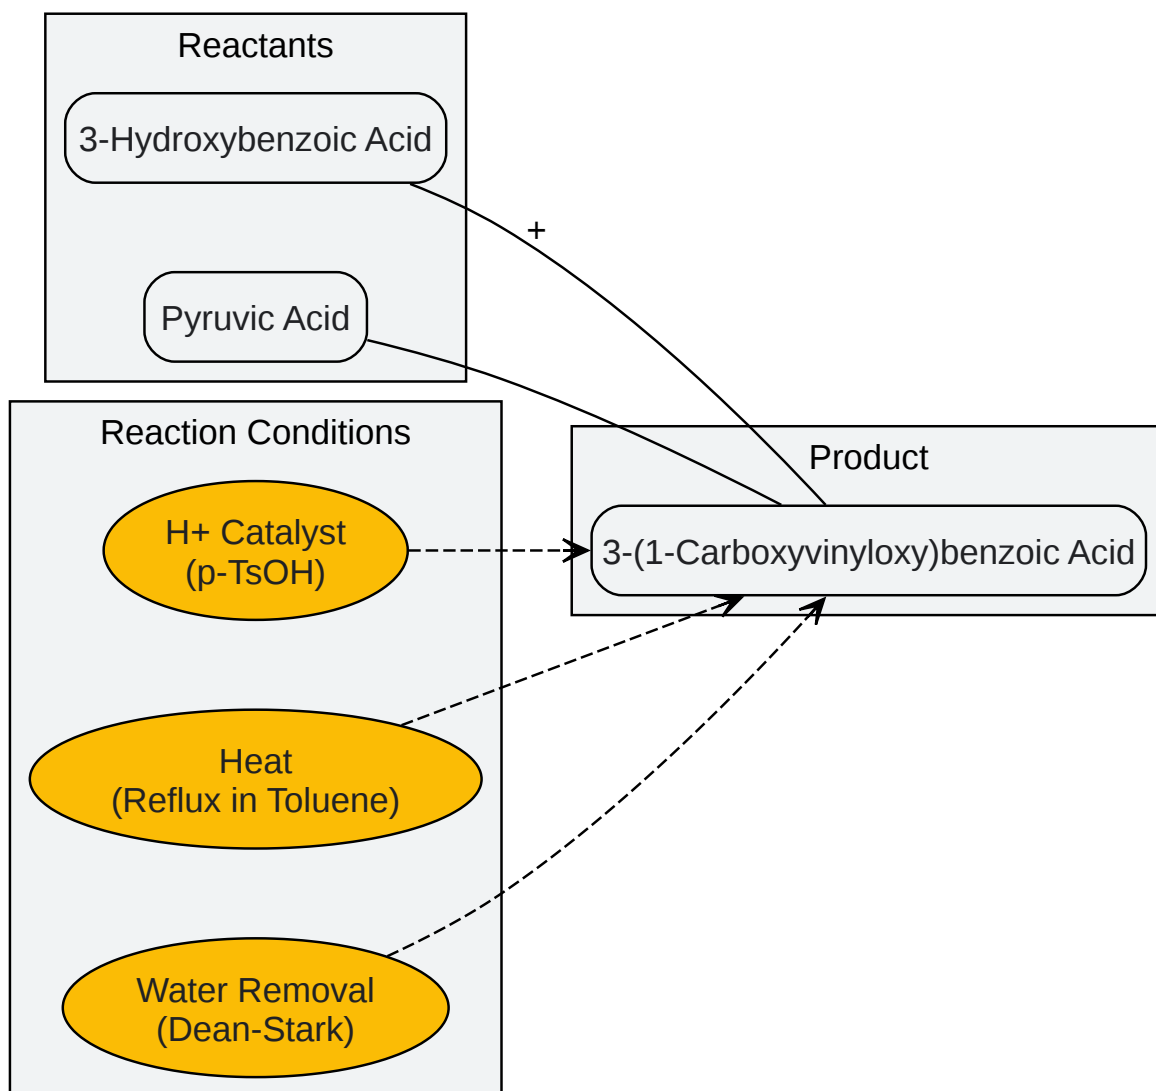 Reactants
3-Hydroxybenzoic Acid
+
Pyruvic Acid
Reaction Conditions
H+ Catalyst
(p-TsOH)
Heat
(Reflux in Toluene)
Water Removal
(Dean-Stark)
Product
3-(1-Carboxyvinyloxy)benzoic Acid